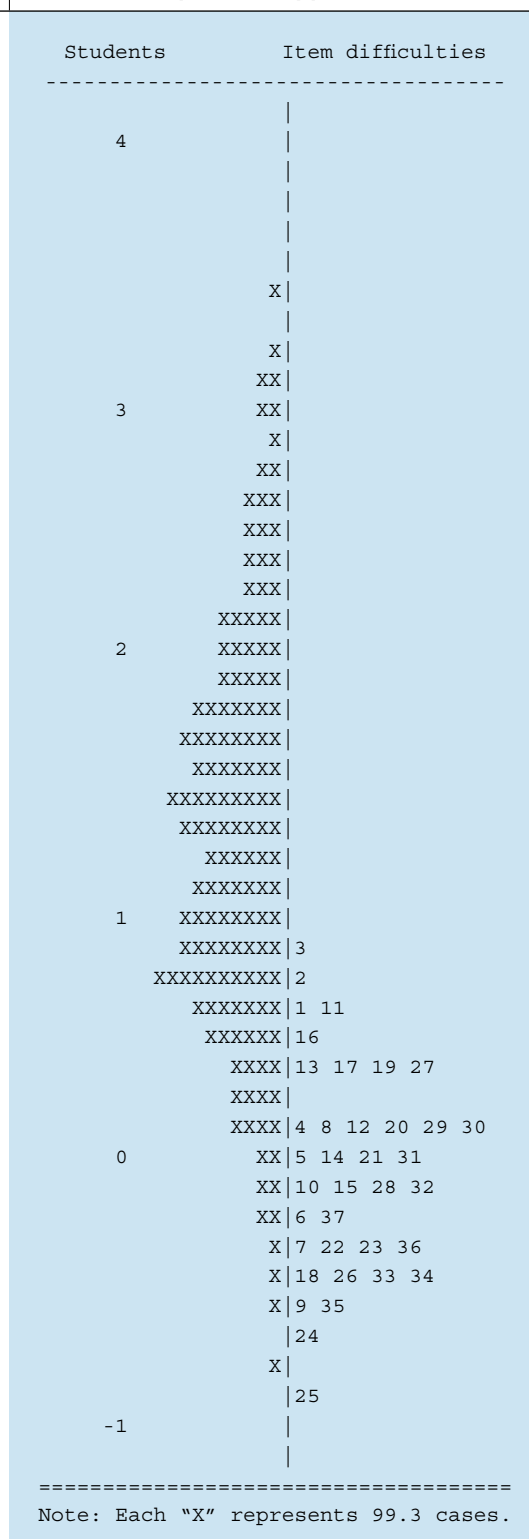 Students Item difficulties
------------------------------------
|
4 |
|
|
|
|
X|
|
X|
XX|
3 XX|
X|
XX|
XXX|
XXX|
XXX|
XXX|
XXXXX|
2 XXXXX|
XXXXX|
XXXXXXX|
XXXXXXXX|
XXXXXXX|
XXXXXXXXX|
XXXXXXXX|
XXXXXX|
XXXXXXX|
1 XXXXXXXX|
XXXXXXXX|3
XXXXXXXXXX|2
XXXXXXX|1 11
XXXXXX|16
XXXX|13 17 19 27
XXXX|
XXXX|4 8 12 20 29 30
0 XX|5 14 21 31
XX|10 15 28 32
XX|6 37
X|7 22 23 36
X|18 26 33 34
X|9 35
|24
X|
|25
-1 |
|
=====================================
Note: Each “X” represents 99.3 cases.